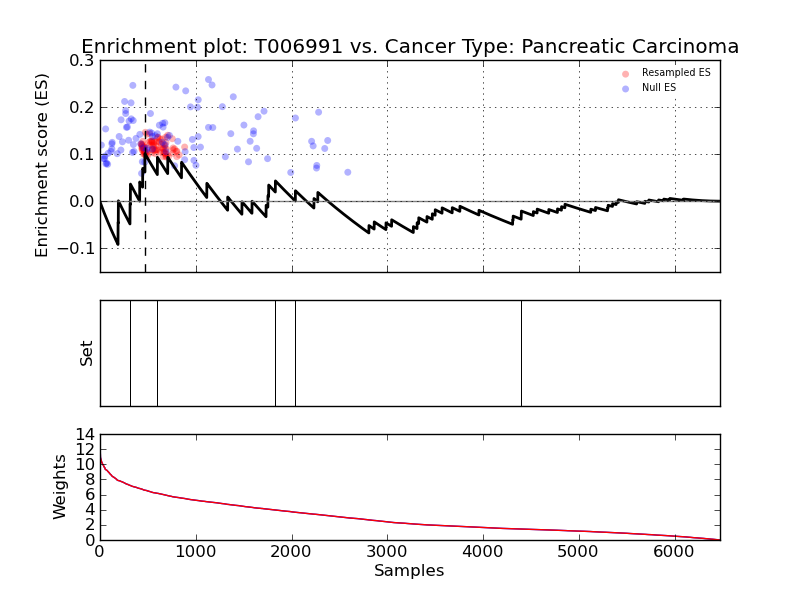 Enrichment plot: T006991 vs. Cancer Type: Pancreatic Carcinoma
0.3
0.2
0.1
0.0
−0.1
Enrichment score (ES)
Resampled ES
Null ES
Set
14
12
10
8
6
4
2
0
Weights
0 1000 2000 3000 4000 5000 6000
Samples